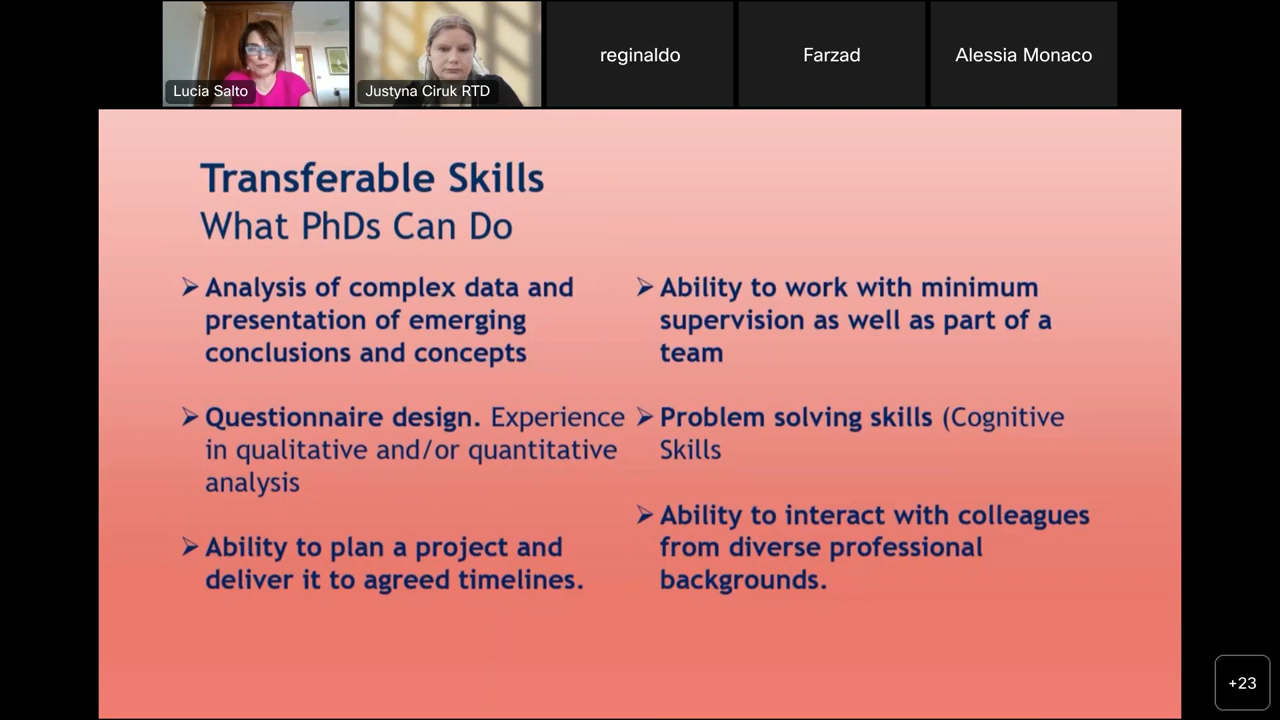 reginaldo
Farzad
Alessia Monaco
Lucia Salto
Justyna Ciruk RTD
Transferable Skills
What PhDs Can Do
➢ Analysis of complex data and
presentation of emerging
conclusions and concepts
➢ Questionnaire design. Experience
in qualitative and/or quantitative
analysis
➢ Ability to plan a project and
deliver it to agreed timelines.
➢ Ability to work with minimum
supervision as well as part of a
team
➢ Problem solving skills (Cognitive
Skills
➢ Ability to interact with colleagues
from diverse professional
backgrounds.
+23